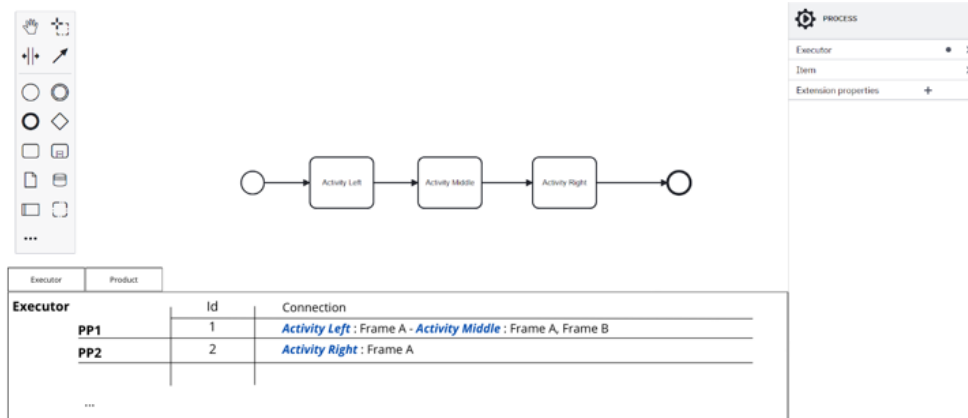 PROCESS
Executor
Item
Extension properties
Activity Left
Activity Middle
Activity Right
Executor Product
Executor Id Connection
PP1 1 Activity Left : Frame A - Activity Middle : Frame A, Frame B
PP2 2 Activity Right : Frame A
...